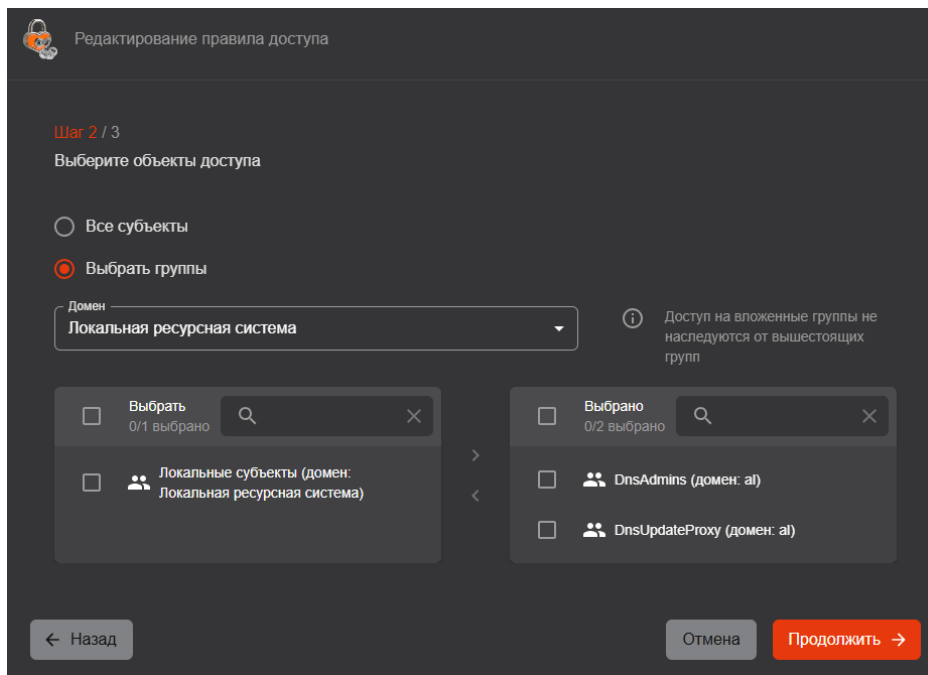 Редактирование правила доступа
Шаг 2 / 3
Выберите объекты доступа
Все субъекты
Выбрать группы
Домен
Локальная ресурсная система
Доступ на вложенные группы не
наследуются от вышестоящих
групп
Выбрать
0/1 выбрано
Локальные субъекты (домен:
Локальная ресурсная система)
Выбрано
0/2 выбрано
DnsAdmins (домен: al)
DnsUpdateProxy (домен: al)
Назад
Отмена
Продолжить